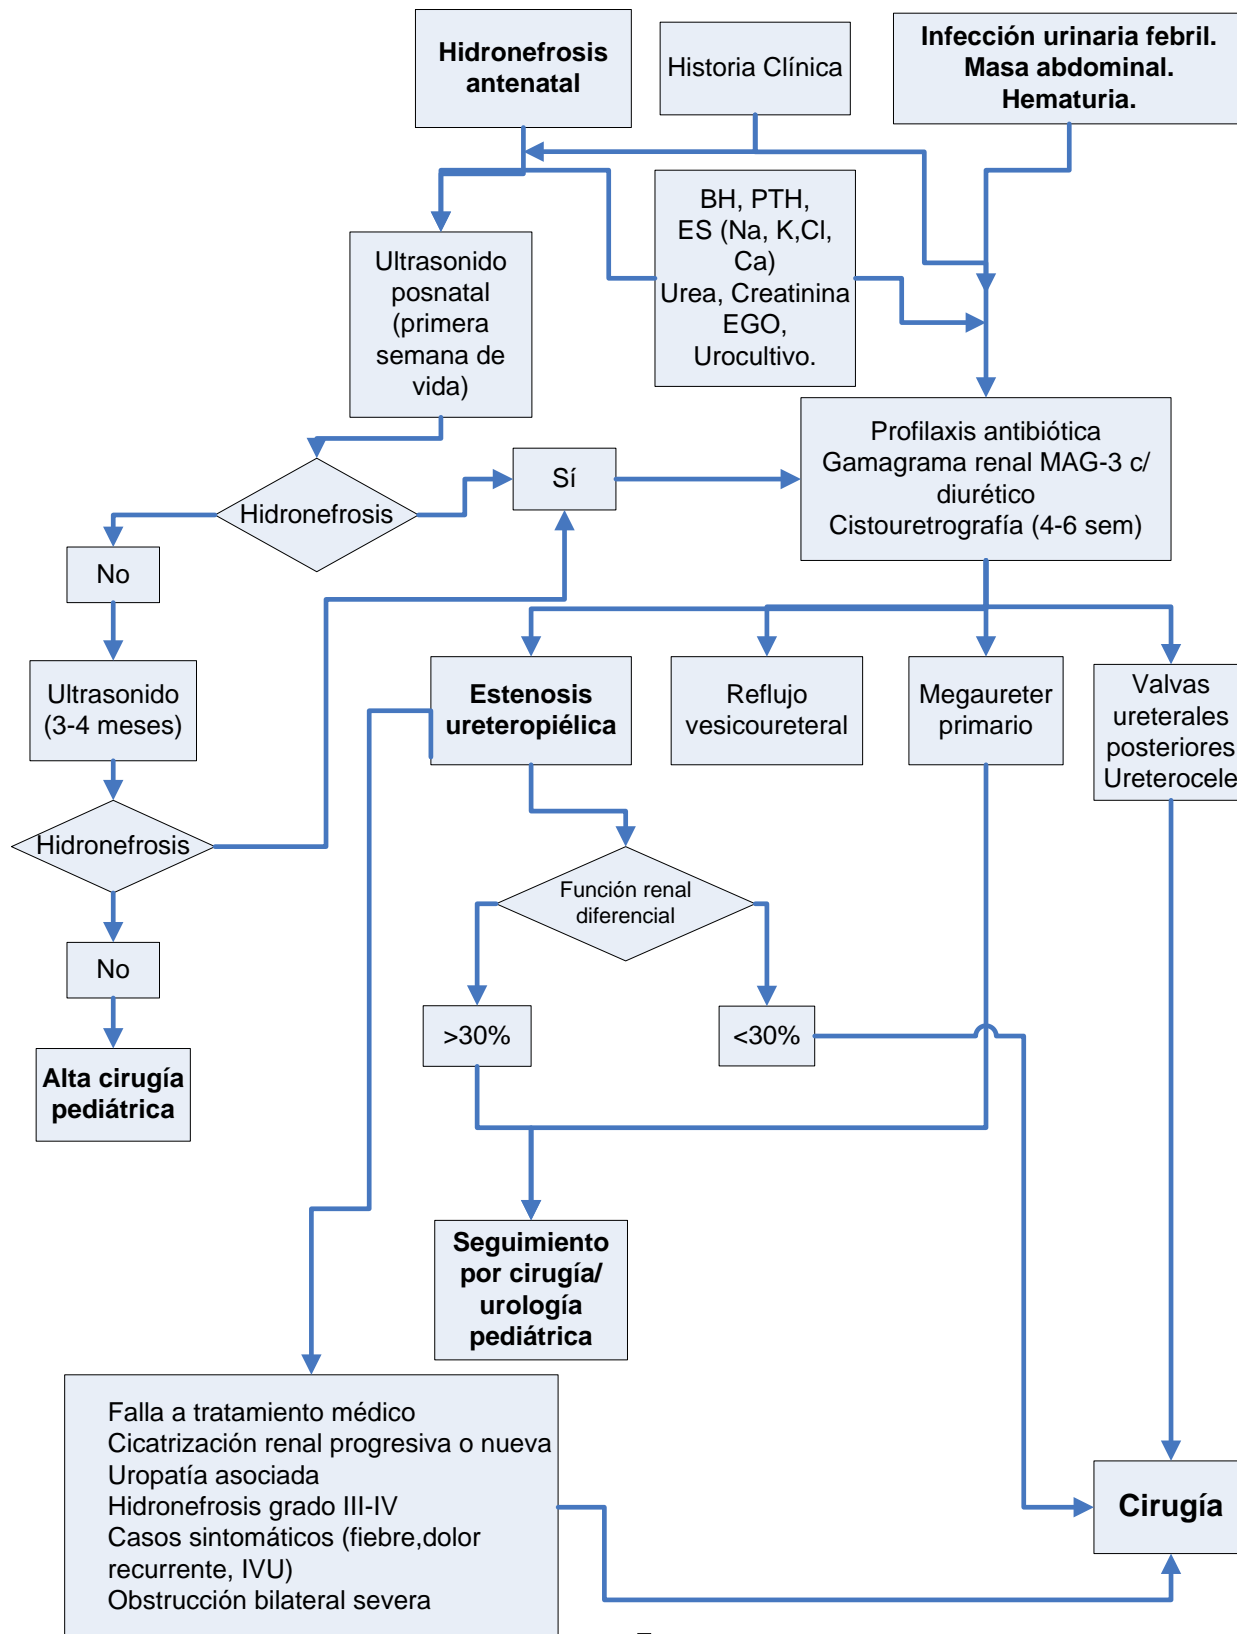 Hidronefrosis
antenatal
Historia Clínica
Infección urinaria febril.
Masa abdominal.
Hematuria.
BH, PTH,
ES (Na, K,Cl,
Ca)
Urea, Creatinina
EGO,
Urocultivo.
Ultrasonido
posnatal
(primera
semana de
vida)
Profilaxis antibiótica
Gamagrama renal MAG-3 c/
diurético
Cistouretrografía (4-6 sem)
Sí
Hidronefrosis
No
Ultrasonido
(3-4 meses)
Estenosis
ureteropiélica
Reflujo
vesicoureteral
Megaureter
primario
Valvas
ureterales
posteriores
Ureterocele
Hidronefrosis
Función renal
diferencial
No
>30%
<30%
Alta cirugía
pediátrica
Seguimiento
por cirugía/
urología
pediátrica
Falla a tratamiento médico
Cicatrización renal progresiva o nueva
Uropatía asociada
Hidronefrosis grado III-IV
Casos sintomáticos (fiebre,dolor
recurrente, IVU)
Obstrucción bilateral severa
Cirugía